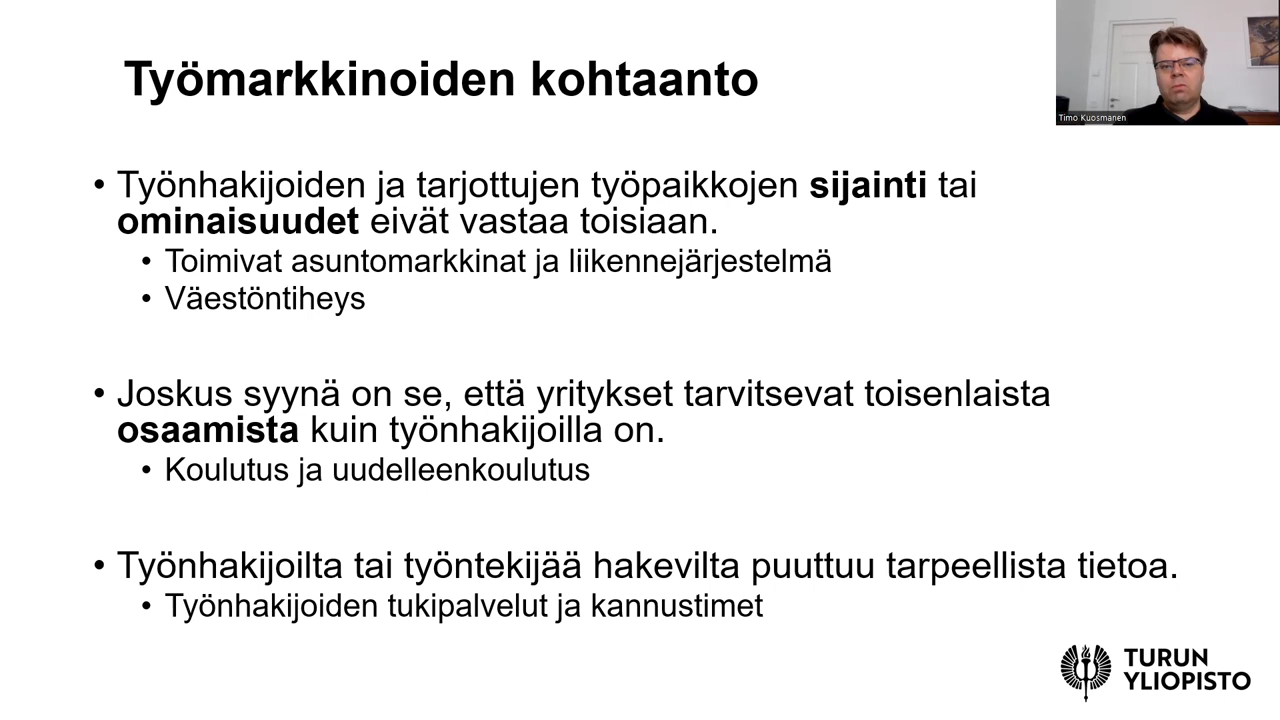 Työmarkkinoiden kohtaanto
Timo Kuosmanen
• Työnhakijoiden ja tarjottujen työpaikkojen sijainti tai
ominaisuudet eivät vastaa toisiaan.
• Toimivat asuntomarkkinat ja liikennejärjestelmä
• Väestöntiheys
• Joskus syynä on se, että yritykset tarvitsevat toisenlaista
osaamista kuin työnhakijoilla on.
• Koulutus ja uudelleenkoulutus
• Työnhakijoilta tai työntekijää hakevilta puuttuu tarpeellista tietoa.
• Työnhakijoiden tukipalvelut ja kannustimet
TURUN
YLIOPISTO